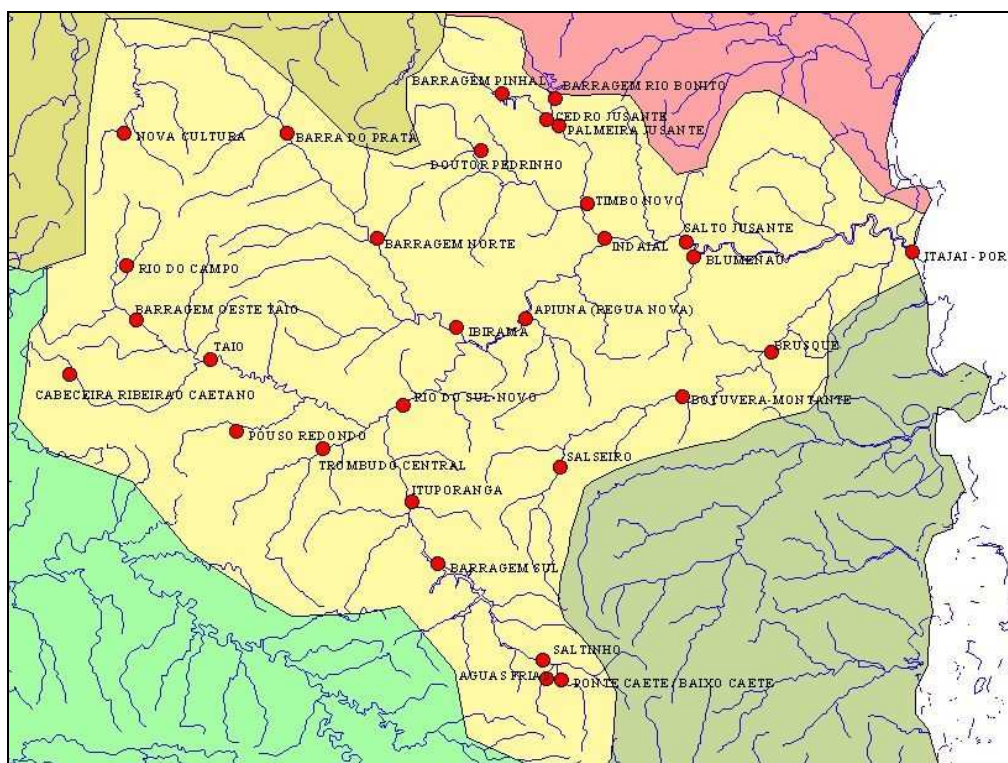 BARRAGEM PINHAL
BARRAGEM RIO BONITO
CEDRO JUSANTE
PALMEIRA JUSANTE
NOVA CULTURA
BARRA DO PRATA
DOUTOR PEDRINHO
TIMBO NOVO
SALTO JUSANTE
BARRAGEM NORTE
INDAIAL
BLUMENAU
ITAJAI - POR
RIO DO CAMPO
BARRAGEM OESTE TAIO
APIUNA (REGUA NOVA)
IBIRAMA
TAIO
BRUSQUE
CABECEIRA RIBEIRAO CAETANO
RIO DO SUL-NOVO
BOTUVERA-MONTANTE
POUSO REDONDO
TROMBUDO CENTRAL
SALSEIRO
ITUPORANGA
BARRAGEM SUL
SALTINHO
AGUAS FRIA
PONTE CAETE/BAIXO CAETE